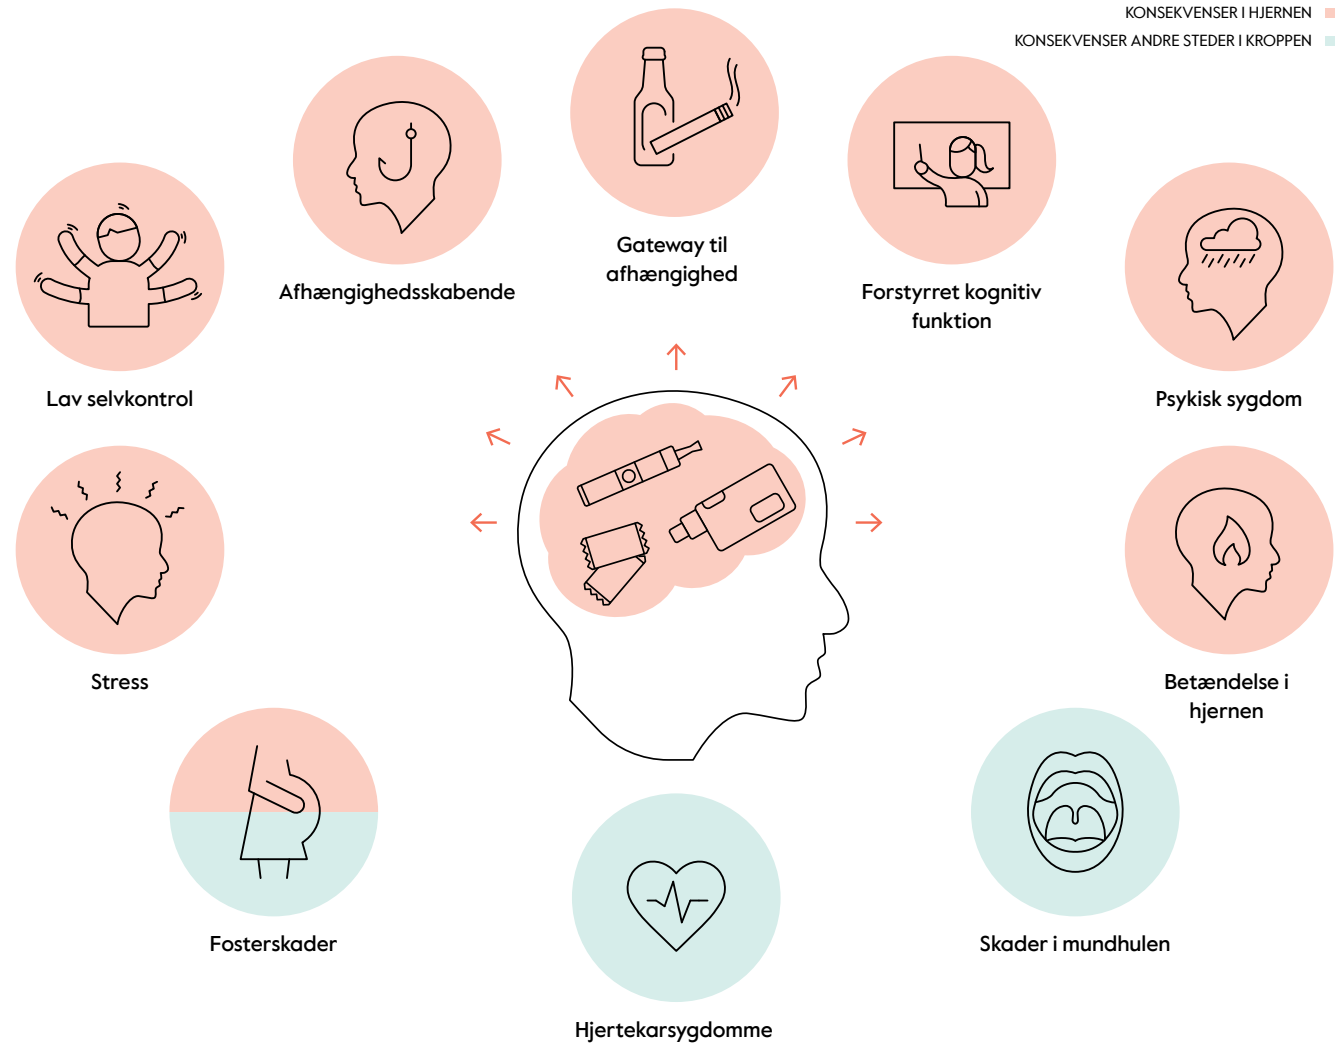 KONSEKVENSER I HJERNEN
KONSEKVENSER ANDRE STEDER I KROPPEN
Gateway til
afhængighed
Afhængighedsskabende
Forstyrret kognitiv
funktion
Lav selvkontrol
Psykisk sygdom
Stress
Betændelse i
hjernen
Fosterskader
Skader i mundhulen
Hjertekarsygdomme